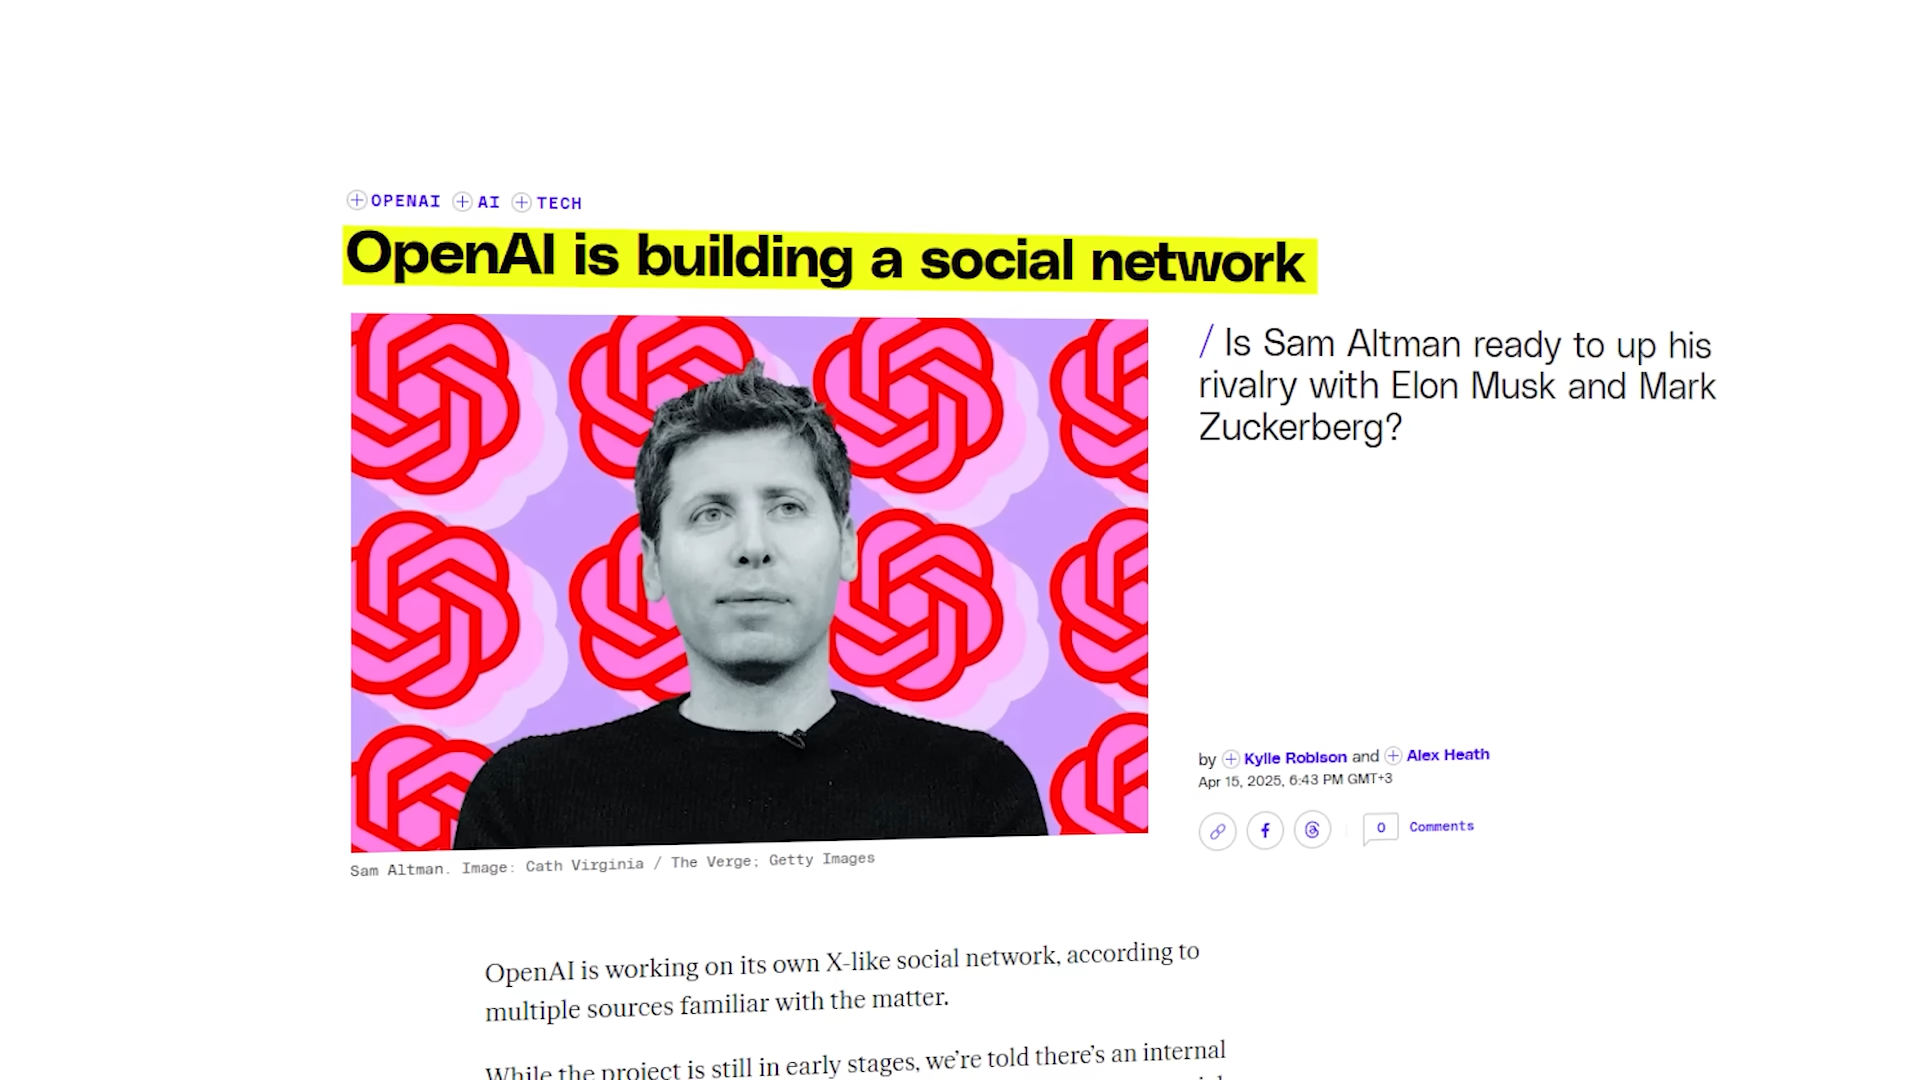 OPENAI AI TECH
OpenAI is building a social network
/ Is Sam Altman ready to up his
rivalry with Elon Musk and Mark
Zuckerberg?
by Kylie Robison and Alex Heath
Apr 15, 2025, 6:43 PM GMT+3
0 Comments
Sam Altman. Image: Cath Virginia / The Verge; Getty Images
OpenAI is working on its own X-like social network, according to
multiple sources familiar with the matter.
While the project is still in early stages, we're told there's an internal